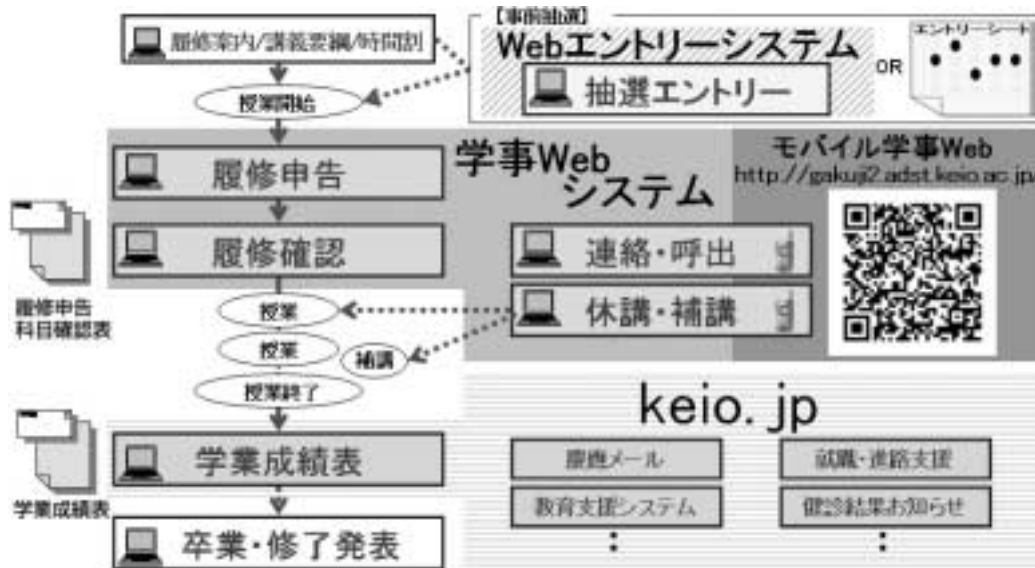 履修案内/講義要綱/時間割
【事前抽選】
Webエントリーシステム
抽選エントリー
OR
エントリーシート
授業開始
履修申告
学事Web
システム
モバイル学事Web
http://gakuji2.adst.keio.ac.jp/
履修確認
連絡・呼出
休講・補講
履修申告
科目確認表
授業
授業
補講
授業終了
keio.jp
学業成績表
慶應メール
就職・進路支援
学業成績表
教育支援システム
健診結果お知らせ
卒業・修了発表